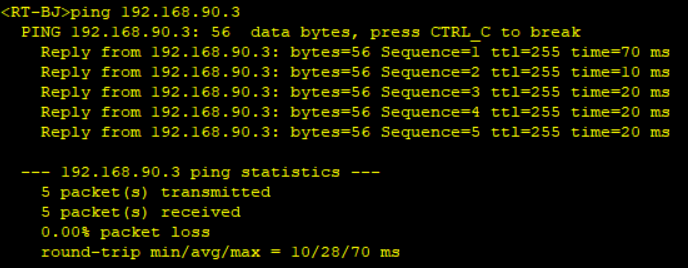 <RT-BJ>ping 192.168.90.3
PING 192.168.90.3: 56 data bytes, press CTRL_C to break
Reply from 192.168.90.3: bytes=56 Sequence=1 ttl=255 time=70 ms
Reply from 192.168.90.3: bytes=56 Sequence=2 ttl=255 time=10 ms
Reply from 192.168.90.3: bytes=56 Sequence=3 ttl=255 time=20 ms
Reply from 192.168.90.3: bytes=56 Sequence=4 ttl=255 time=20 ms
Reply from 192.168.90.3: bytes=56 Sequence=5 ttl=255 time=20 ms
--- 192.168.90.3 ping statistics ---
5 packet(s) transmitted
5 packet(s) received
0.00% packet loss
round-trip min/avg/max = 10/28/70 ms